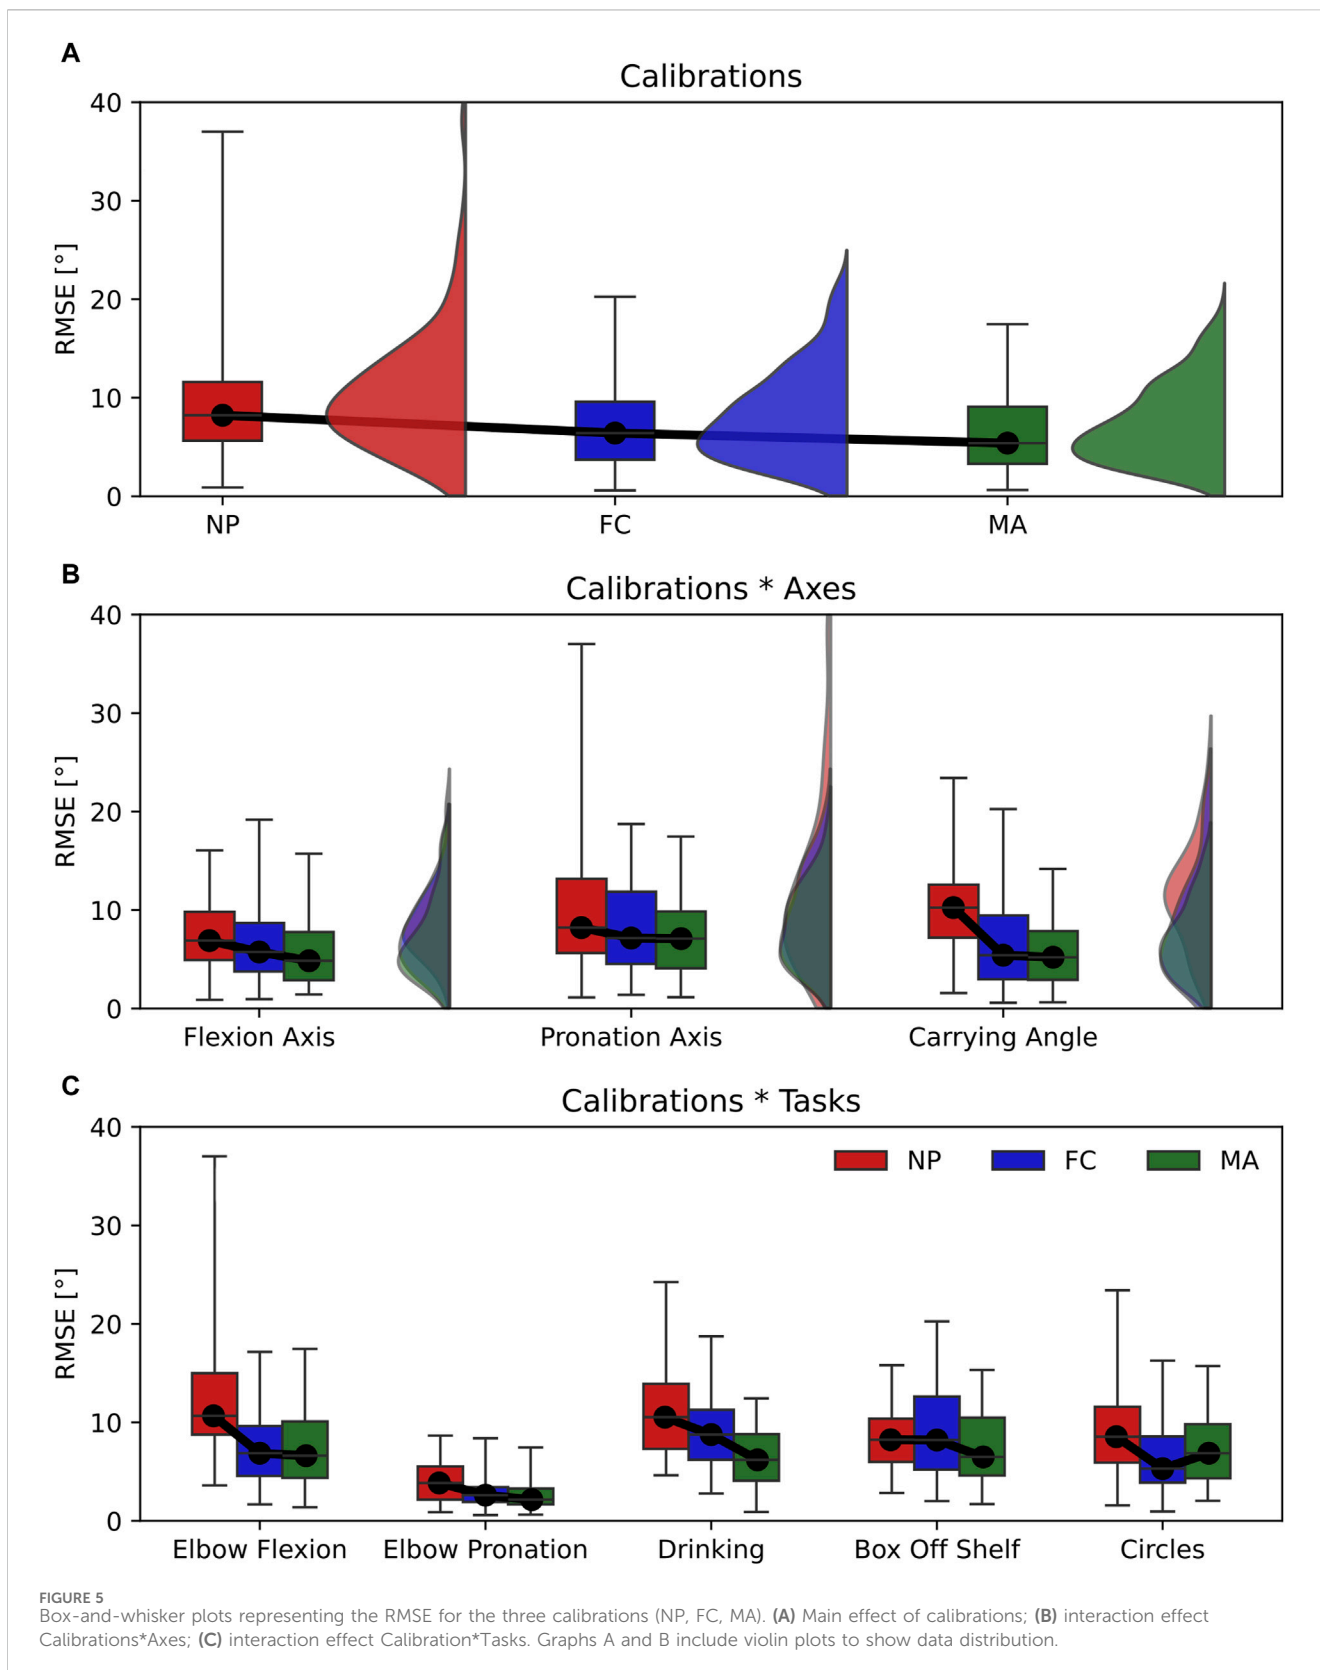 A
Calibrations
40
30
20
10
0
RMSE [°]
NP FC MA
B
Calibrations * Axes
40
30
20
10
0
RMSE [°]
Flexion Axis Pronation Axis Carrying Angle
C
Calibrations * Tasks
40
30
20
10
0
RMSE [°]
NP FC MA
Elbow Flexion Elbow Pronation Drinking Box Off Shelf Circles
FIGURE 5
Box-and-whisker plots representing the RMSE for the three calibrations (NP, FC, MA). (A) Main effect of calibrations; (B) interaction effect
Calibrations*Axes; (C) interaction effect Calibration*Tasks. Graphs A and B include violin plots to show data distribution.